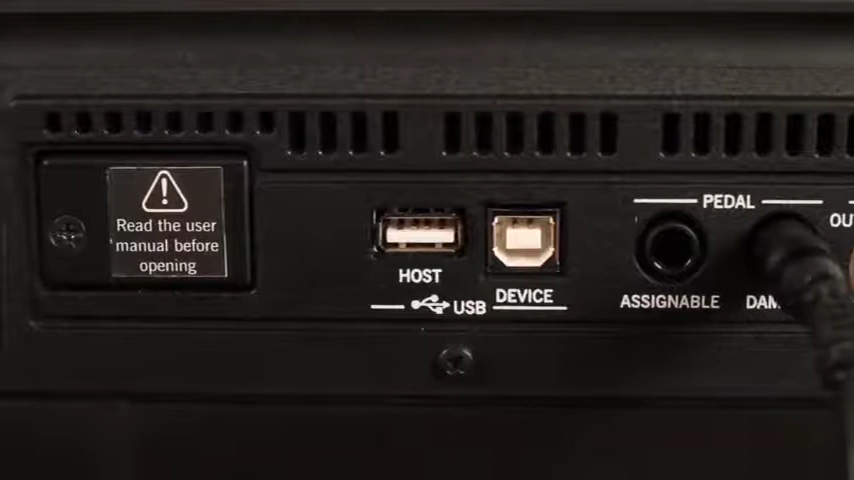 Read the user
manual before
opening
HOST
USB
DEVICE
PEDAL
ASSIGNABLE